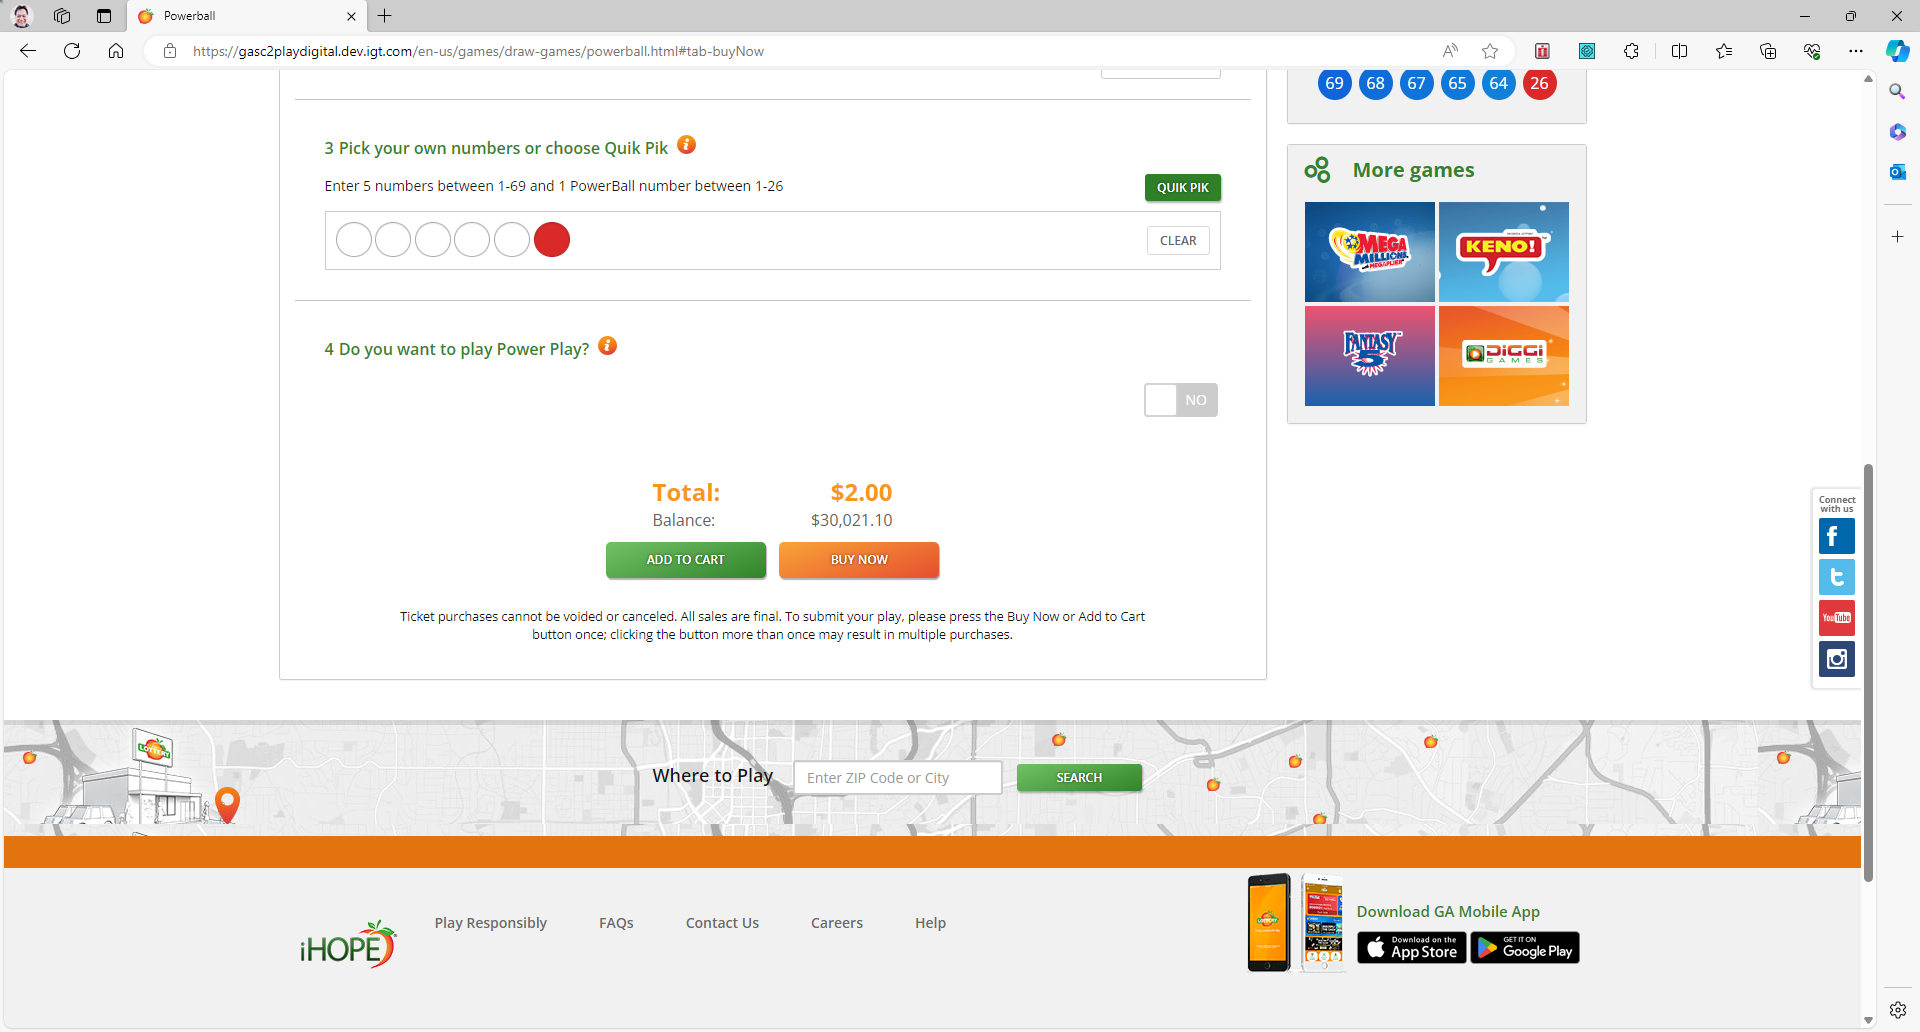 Powerball
https://gasc2playdigital.dev.igt.com/en-us/games/draw-games/powerball.html#tab-buyNow
69 68 67 65 64 26
3 Pick your own numbers or choose Quik Pik
Enter 5 numbers between 1-69 and 1 PowerBall number between 1-26
QUIK PIK
CLEAR
More games
MEGA MILLIONS
KENO!
FANTASY 5
DiGGi GAMES
4 Do you want to play Power Play?
NO
Total: $2.00
Balance: $30,021.10
ADD TO CART
BUY NOW
Ticket purchases cannot be voided or canceled. All sales are final. To submit your play, please press the Buy Now or Add to Cart
button once; clicking the button more than once may result in multiple purchases.
Connect
with us
YouTube
LOTTERY
Where to Play
Enter ZIP Code or City
SEARCH
iHOPE
Play Responsibly
FAQs
Contact Us
Careers
Help
Download GA Mobile App
Download on the
App Store
GET IT ON
Google Play